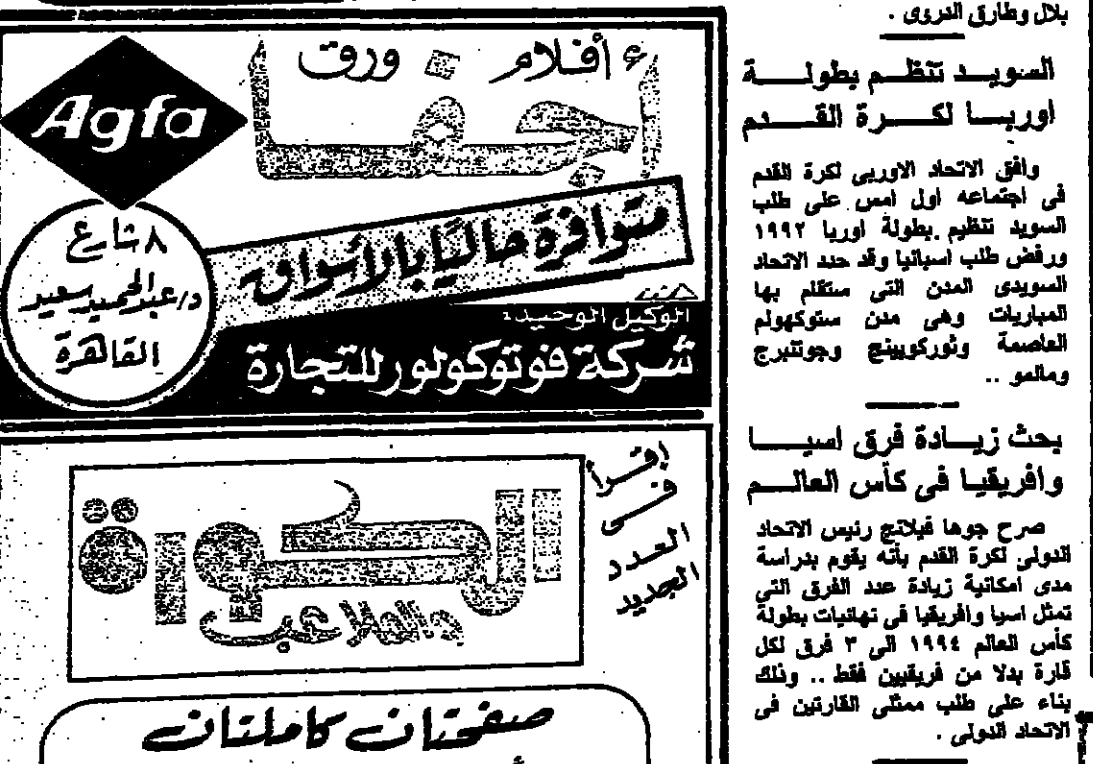 بلال وطارق الدروى .
السويد تنظم بطولة
اوربا لكرة القدم
وافق الاتحاد الاوربى لكرة القدم
فى اجتماعه اول امس على طلب
السويد تنظيم بطولة اوربا ١٩٩٢
ورفض طلب اسبانيا وقد حدد الاتحاد
السويدى المدن التى ستقام بها
المباريات وهى مدن ستوكهولم
العاصمة ونوركوبينج وجوتنبرج
ومالمو ..
بحث زيادة فرق اسيا
وافريقيا فى كأس العالم
صرح جوها فيلانج رئيس الاتحاد
الدولى لكرة القدم بأنه يقوم بدراسة
مدى امكانية زيادة عدد الفرق التى
تمثل اسيا وافريقيا فى نهائيات بطولة
كأس العالم ١٩٩٤ الى ٣ فرق لكل
قارة بدلا من فريقيين فقط .. وذلك
بناء على طلب ممثلى القارتين فى
الاتحاد الدولى .
أفلام ورق
أجفا
Agfa
متوافرة حاليًا بالأسواق
الوكيل الوحيد:
شركة فوتوكولور للتجارة
٨ شارع
د/عبدالحميد سعيد
القاهرة
إقرأ
فى
العدد
الجديد
الكورة
والملاعب
صفحتان كاملتان